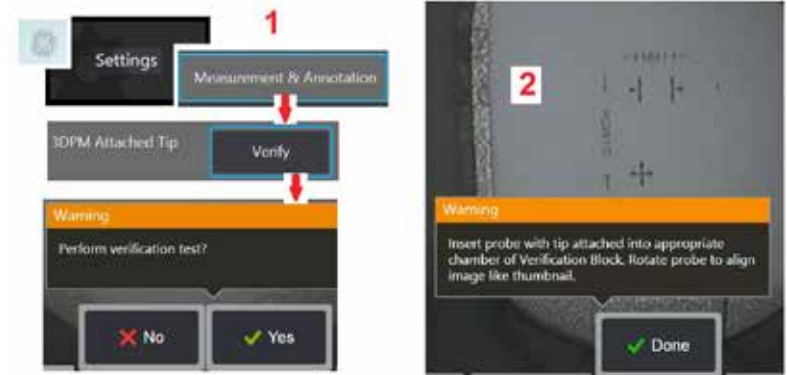 1
Settings
Measurement & Annotation
3DPM Attached Tip
Verify
Warning
Perform verification test?
No
Yes
2
Warning
Insert probe with tip attached into appropriate
chamber of Verification Block. Rotate probe to align
image like thumbnail.
Done